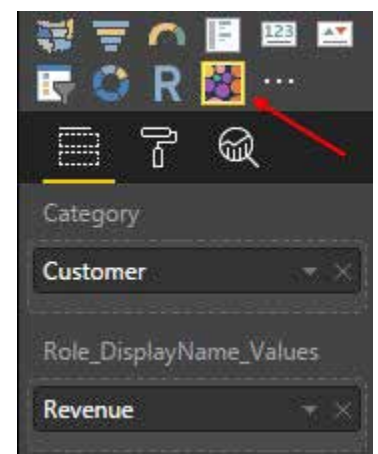 123
R
Category
Customer
Role_DisplayName_Values
Revenue